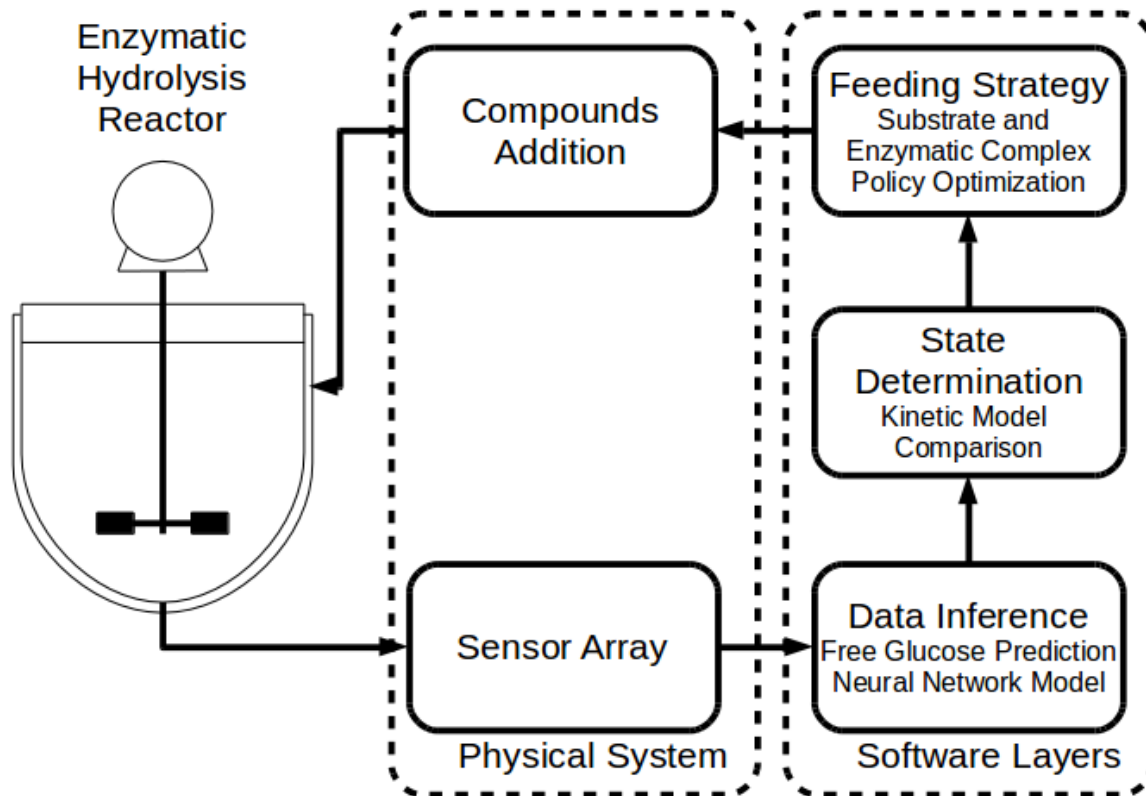 Enzymatic
Hydrolysis
Reactor
Compounds
Addition
Feeding Strategy
Substrate and
Enzymatic Complex
Policy Optimization
State
Determination
Kinetic Model
Comparison
Sensor Array
Data Inference
Free Glucose Prediction
Neural Network Model
Physical System
Software Layers